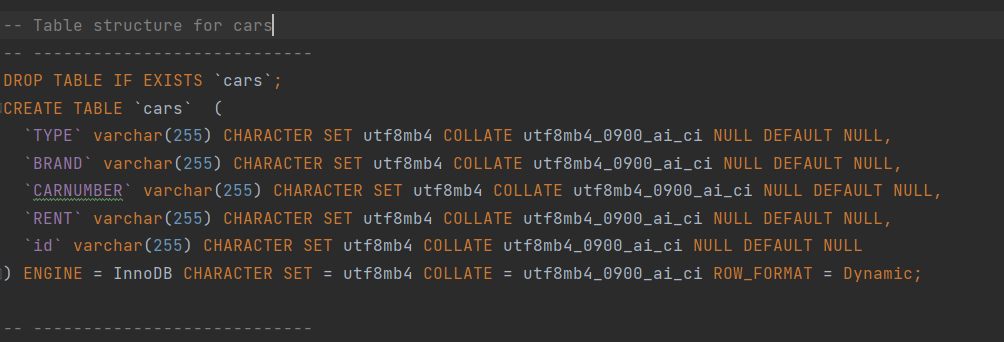 -- Table structure for cars
-- ----------------------------
DROP TABLE IF EXISTS `cars`;
CREATE TABLE `cars`  (
  `TYPE` varchar(255) CHARACTER SET utf8mb4 COLLATE utf8mb4_0900_ai_ci NULL DEFAULT NULL,
  `BRAND` varchar(255) CHARACTER SET utf8mb4 COLLATE utf8mb4_0900_ai_ci NULL DEFAULT NULL,
  `CARNUMBER` varchar(255) CHARACTER SET utf8mb4 COLLATE utf8mb4_0900_ai_ci NULL DEFAULT NULL,
  `RENT` varchar(255) CHARACTER SET utf8mb4 COLLATE utf8mb4_0900_ai_ci NULL DEFAULT NULL,
  `id` varchar(255) CHARACTER SET utf8mb4 COLLATE utf8mb4_0900_ai_ci NULL DEFAULT NULL
) ENGINE = InnoDB CHARACTER SET = utf8mb4 COLLATE = utf8mb4_0900_ai_ci ROW_FORMAT = Dynamic;
-- ----------------------------